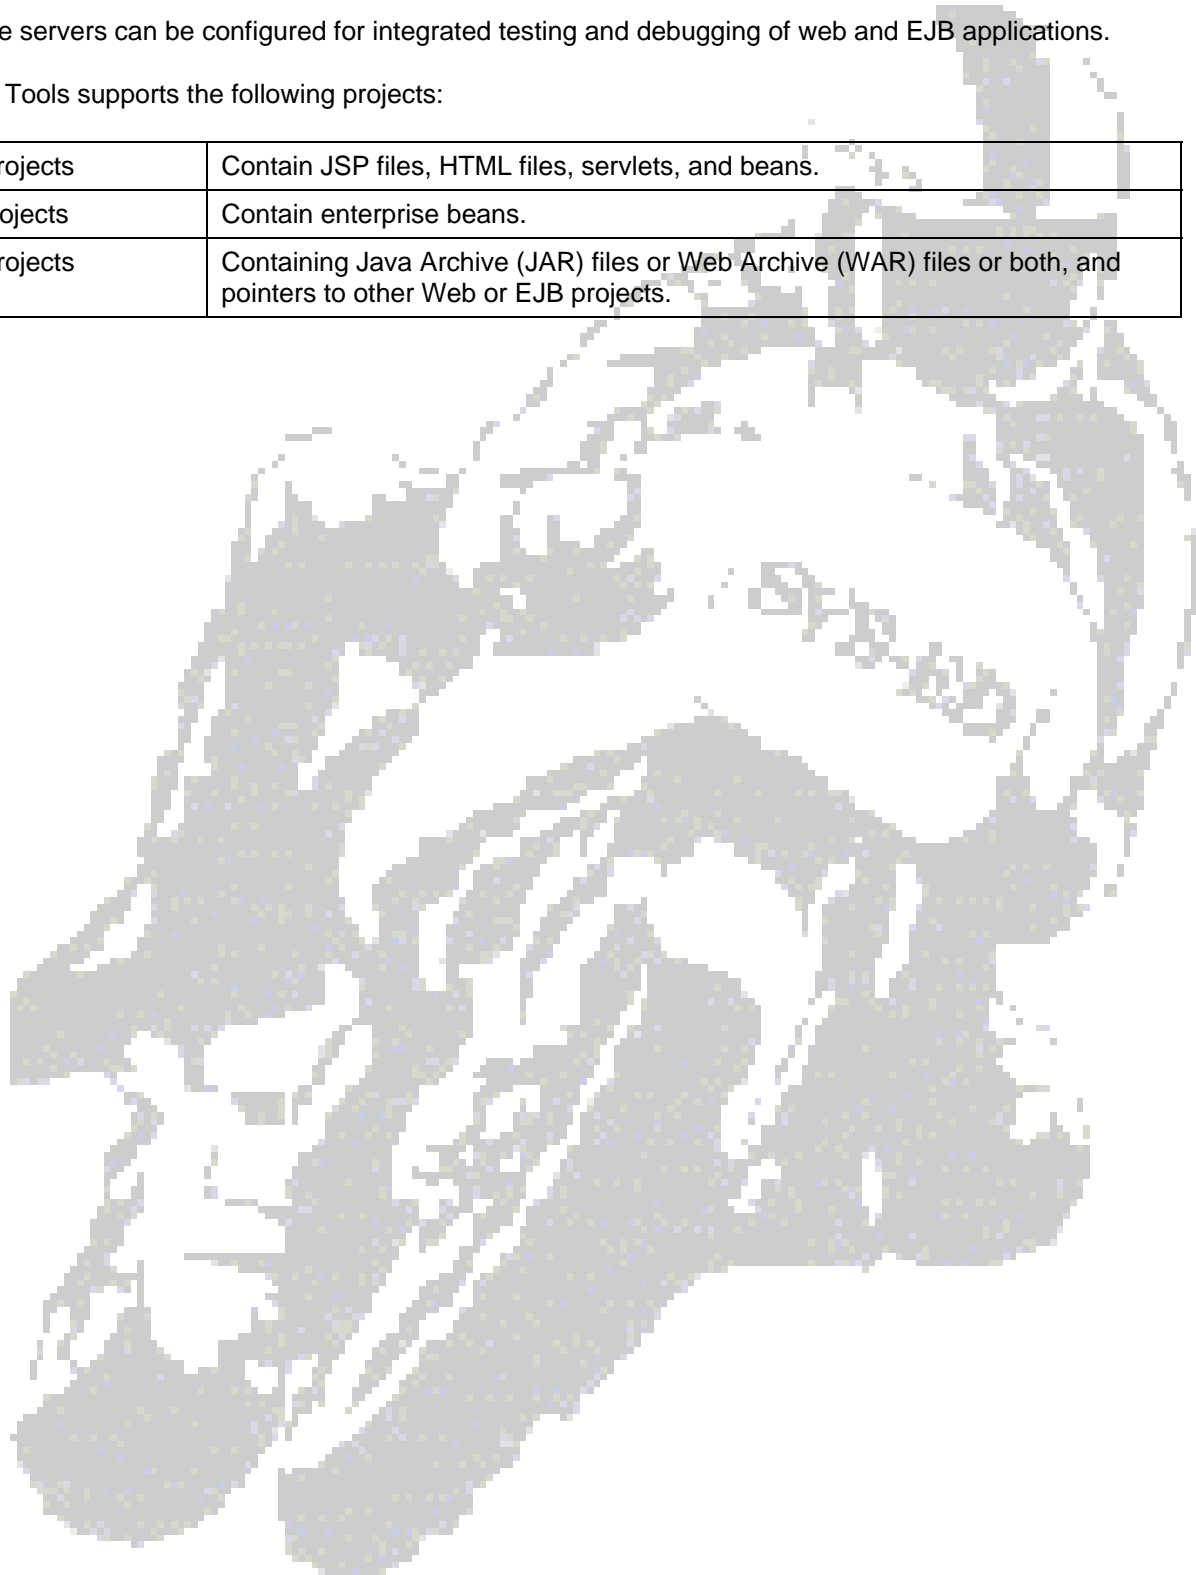 e servers can be configured for integrated testing and debugging of web and EJB applications.
Tools supports the following projects:
rojects Contain JSP files, HTML files, servlets, and beans.
ojects Contain enterprise beans.
rojects Containing Java Archive (JAR) files or Web Archive (WAR) files or both, and
pointers to other Web or EJB projects.
SYS-ED